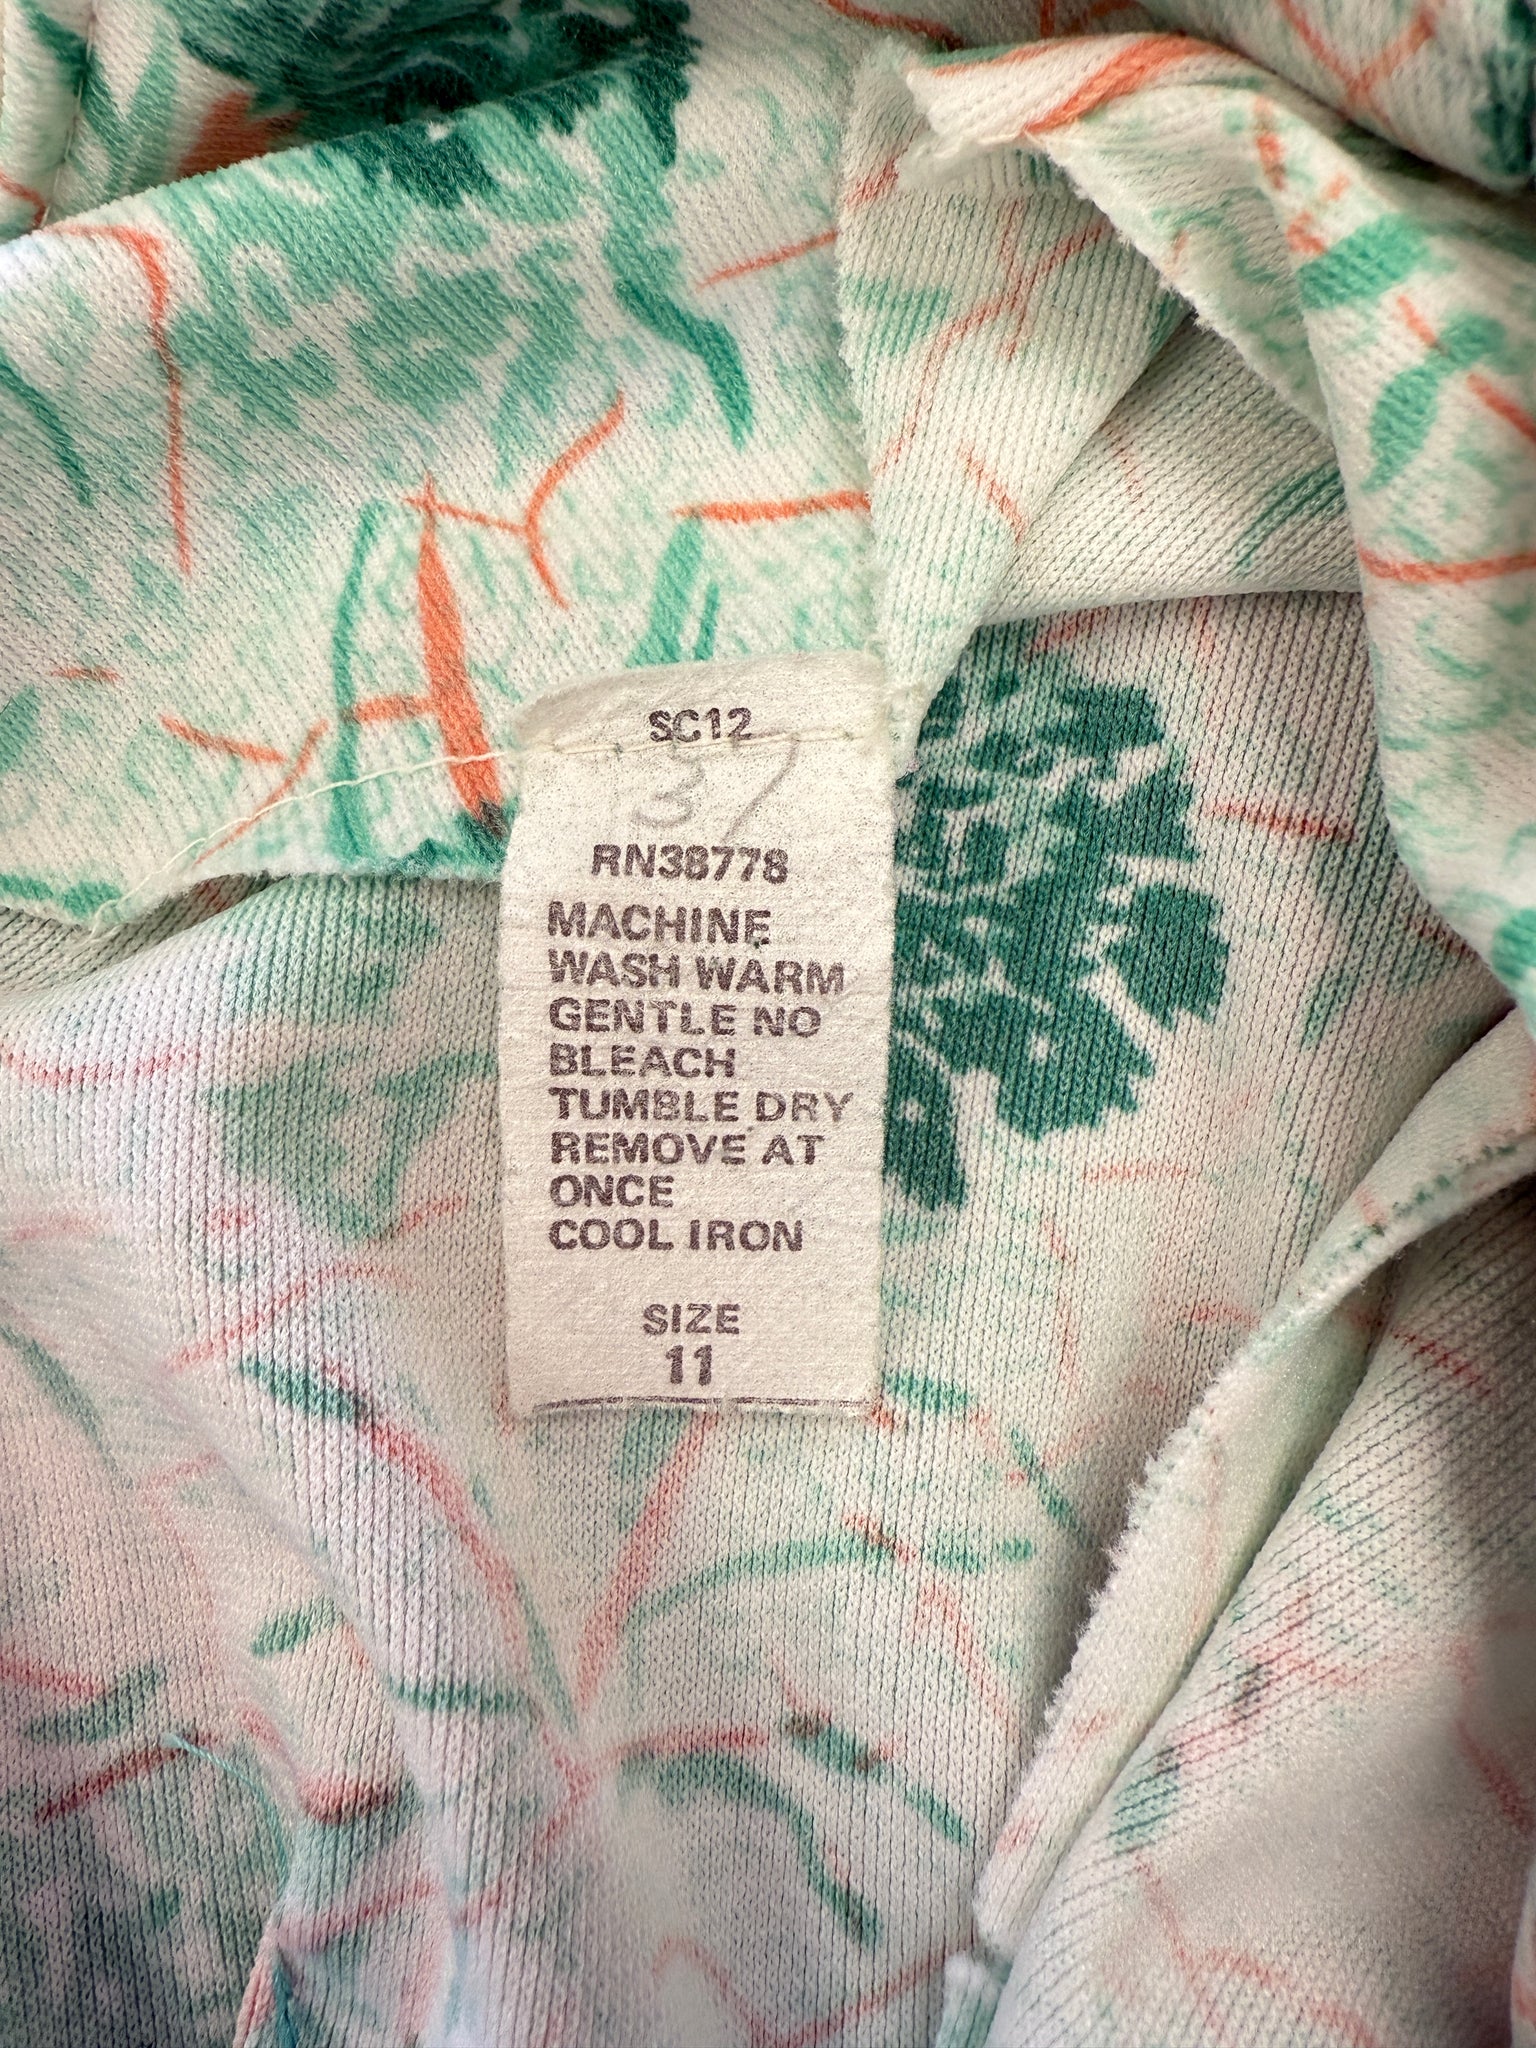 SC12
37
RN38778
MACHINE
WASH WARM
GENTLE NO
BLEACH
TUMBLE DRY
REMOVE AT
ONCE
COOL IRON
SIZE
11